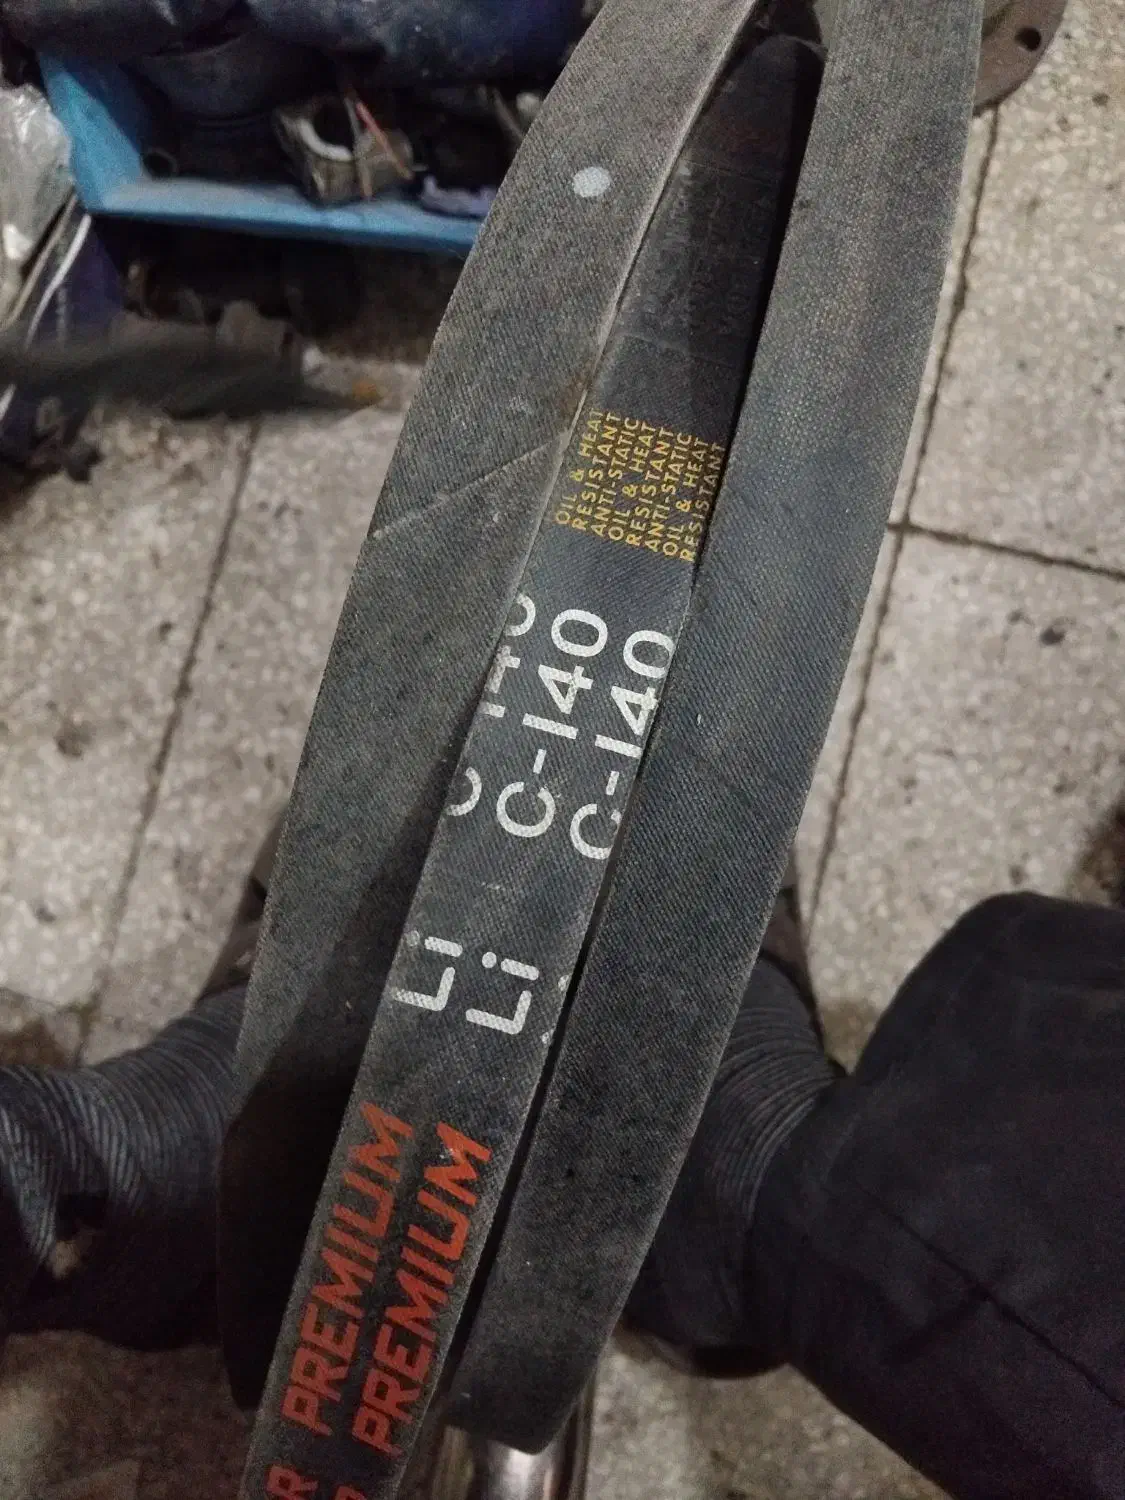 OIL & HEAT
RESISTANT
ANTI-STATIC
OIL & HEAT
RESISTANT
ANTI-STATIC
OIL & HEAT
RESISTANT
C-140
C-140
C-140
Li
Li
PREMIUM
PREMIUM